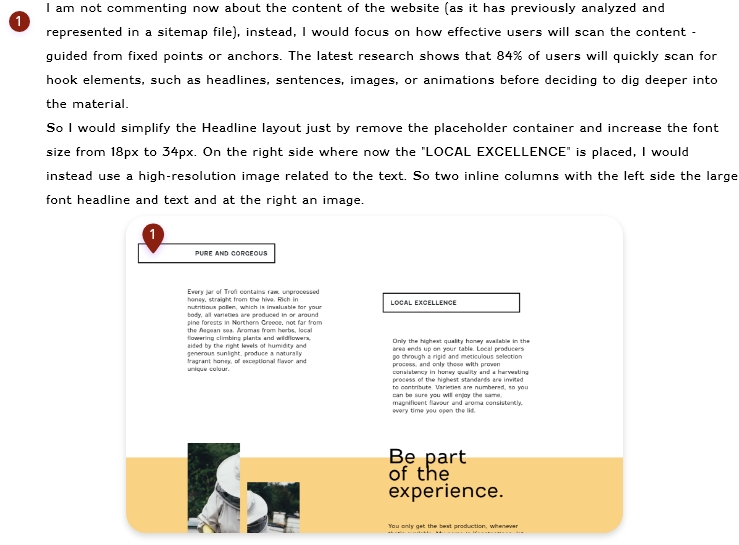 1
I am not commenting now about the content of the website (as it has previously analyzed and
represented in a sitemap file), instead, I would focus on how effective users will scan the content -
guided from fixed points or anchors. The latest research shows that 84% of users will quickly scan for
hook elements, such as headlines, sentences, images, or animations before deciding to dig deeper into
the material.
So I would simplify the Headline layout just by remove the placeholder container and increase the font
size from 18px to 34px. On the right side where now the "LOCAL EXCELLENCE" is placed, I would
instead use a high-resolution image related to the text. So two inline columns with the left side the large
font headline and text and at the right an image.
1
PURE AND GORGEOUS
Every jar of Trofi contains raw, unprocessed
honey, straight from the hive. Rich in
nutritious pollen, which is invaluable for your
body, all varieties are produced in or around
pine forests in Northern Greece, not far from
the Aegean sea. Aromas from herbs, local
flowering climbing plants and wildflowers,
aided by the right levels of humidity and
generous sunlight, produce a naturally
fragrant honey, of exceptional flavor and
unique colour.
LOCAL EXCELLENCE
Only the highest quality honey available in the
area ends up on your table. Local producers
go through a rigid and meticulous selection
process, and only those with proven
consistency in honey quality and a harvesting
process of the highest standards are invited
to contribute. Varieties are numbered, so you
can be sure you will enjoy the same,
magnificent flavour and aroma consistently,
every time you open the lid.
Be part
of the
experience.
You only get the best production, whenever